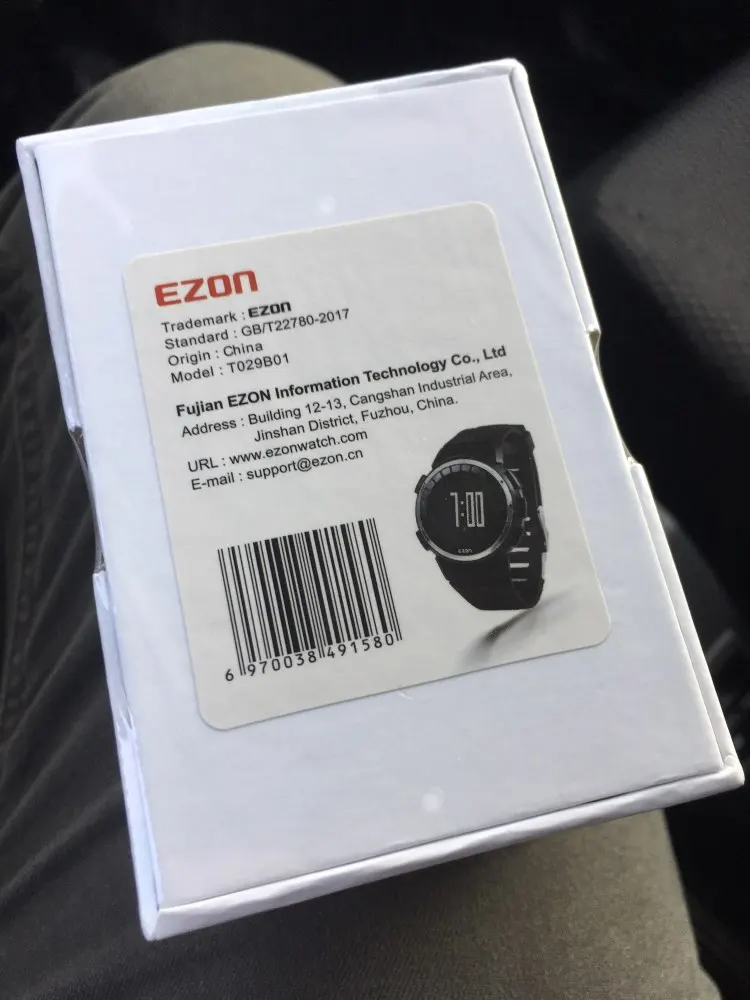 EZON
Trademark : EZON
Standard : GB/T22780-2017
Origin : China
Model : T029B01
Fujian EZON Information Technology Co., Ltd
Address : Building 12-13, Cangshan Industrial Area,
Jinshan District, Fuzhou, China.
URL : www.ezonwatch.com
E-mail : support@ezon.cn
7:00
EZON
6 970038 491580